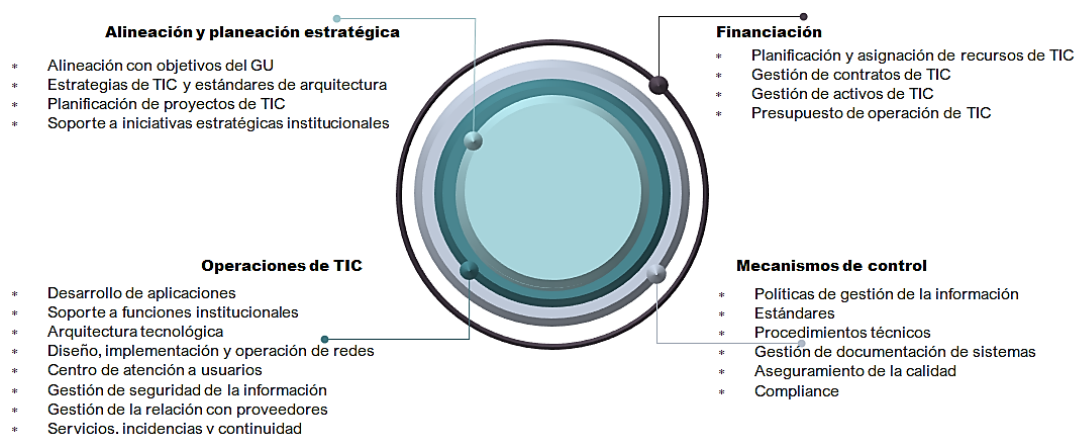 Alineación y planeación estratégica
* Alineación con objetivos del GU
* Estrategias de TIC y estándares de arquitectura
* Planificación de proyectos de TIC
* Soporte a iniciativas estratégicas institucionales
Financiación
* Planificación y asignación de recursos de TIC
* Gestión de contratos de TIC
* Gestión de activos de TIC
* Presupuesto de operación de TIC
Operaciones de TIC
* Desarrollo de aplicaciones
* Soporte a funciones institucionales
* Arquitectura tecnológica
* Diseño, implementación y operación de redes
* Centro de atención a usuarios
* Gestión de seguridad de la información
* Gestión de la relación con proveedores
* Servicios, incidencias y continuidad
Mecanismos de control
* Políticas de gestión de la información
* Estándares
* Procedimientos técnicos
* Gestión de documentación de sistemas
* Aseguramiento de la calidad
* Compliance